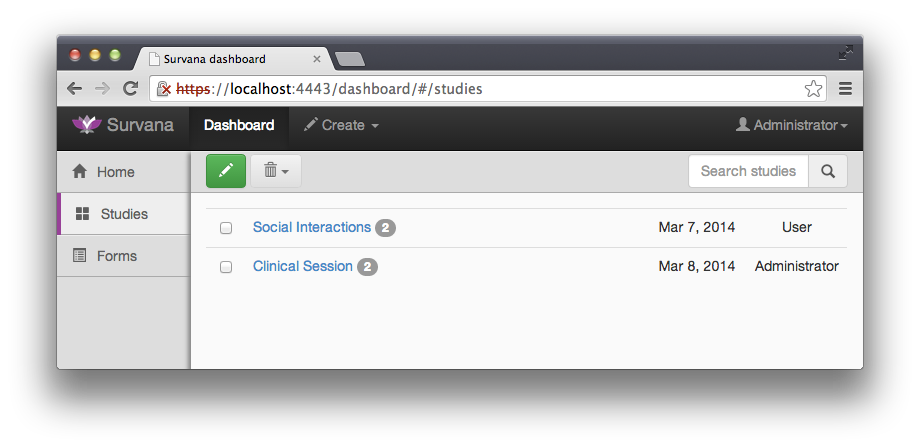 Survana dashboard
https://localhost:4443/dashboard/#/studies
Survana Dashboard Create Administrator
Home
Search studies
Studies
Social Interactions 2 Mar 7, 2014 User
Forms
Clinical Session 2 Mar 8, 2014 Administrator